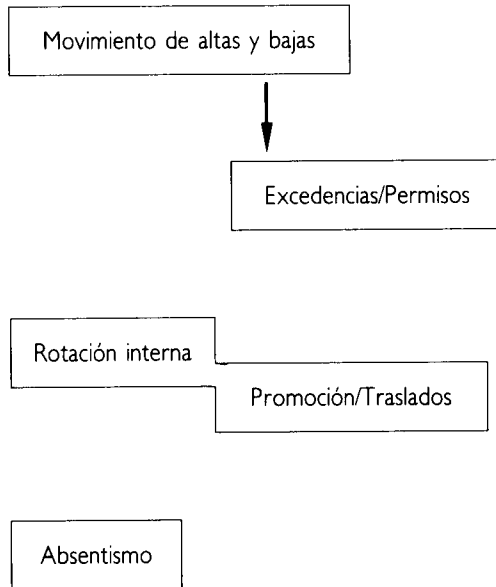 Movimiento de altas y bajas
Excedencias/Permisos
Rotación interna
Promoción/Traslados
Absentismo